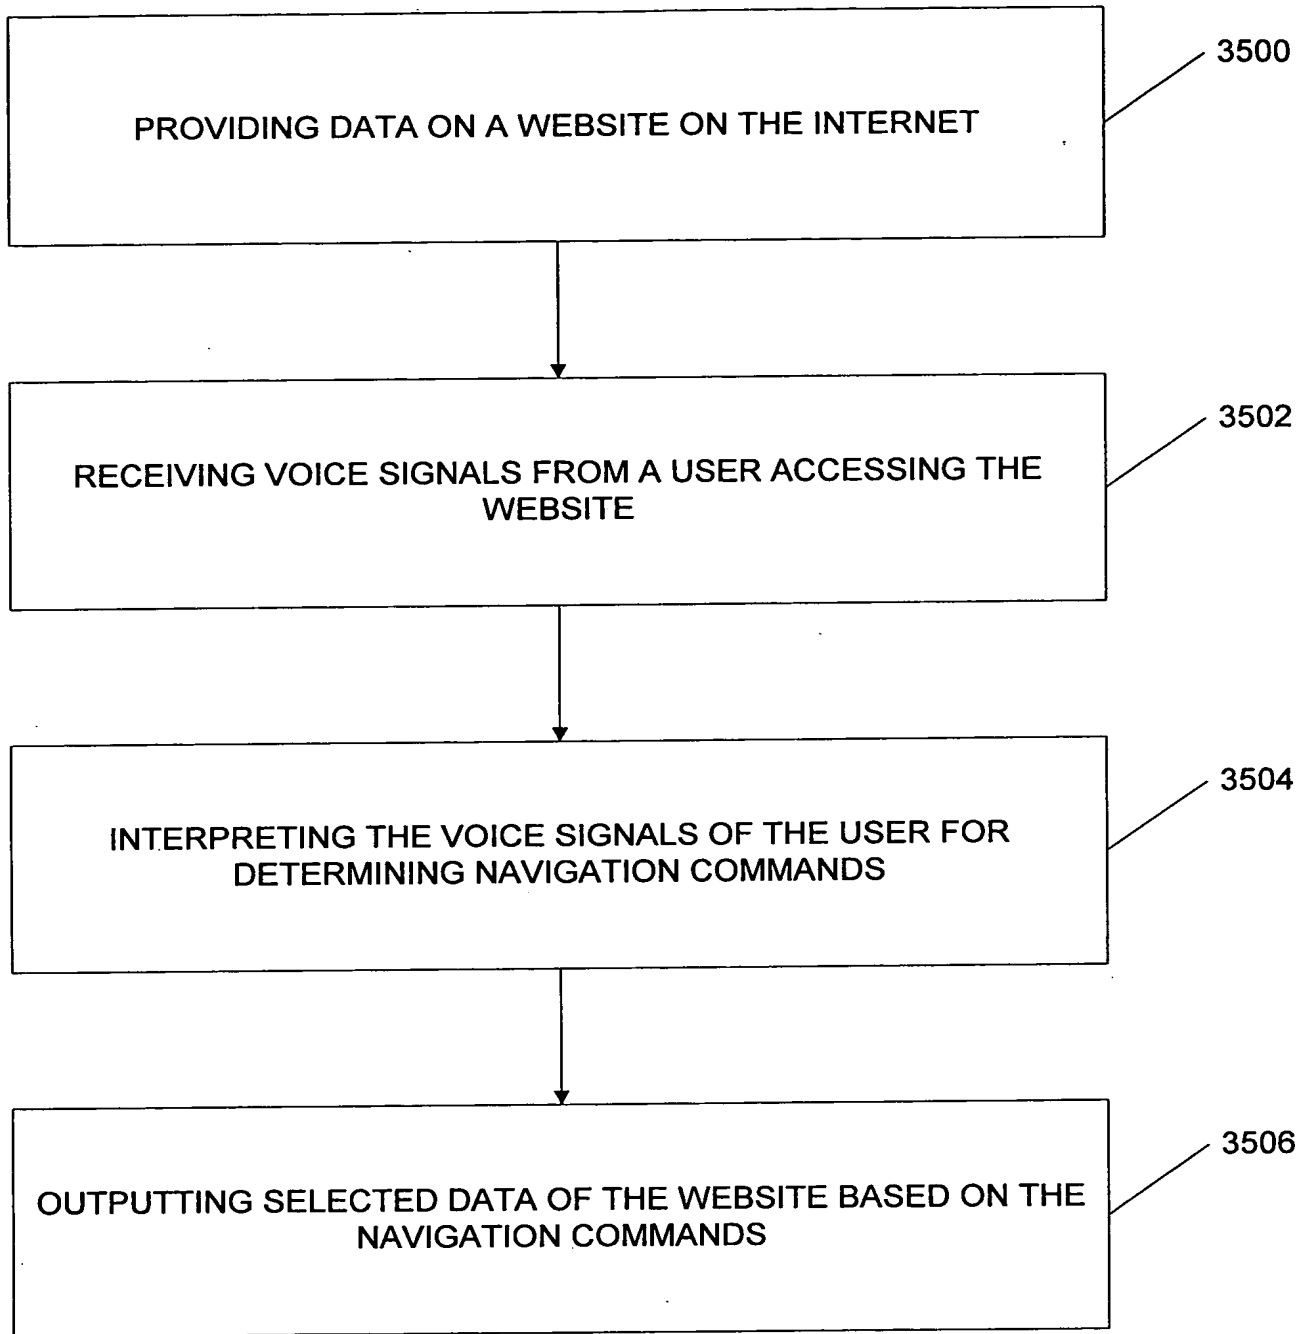 PROVIDING DATA ON A WEBSITE ON THE INTERNET
3500
RECEIVING VOICE SIGNALS FROM A USER ACCESSING THE
WEBSITE
3502
INTERPRETING THE VOICE SIGNALS OF THE USER FOR
DETERMINING NAVIGATION COMMANDS
3504
OUTPUTTING SELECTED DATA OF THE WEBSITE BASED ON THE
NAVIGATION COMMANDS
3506